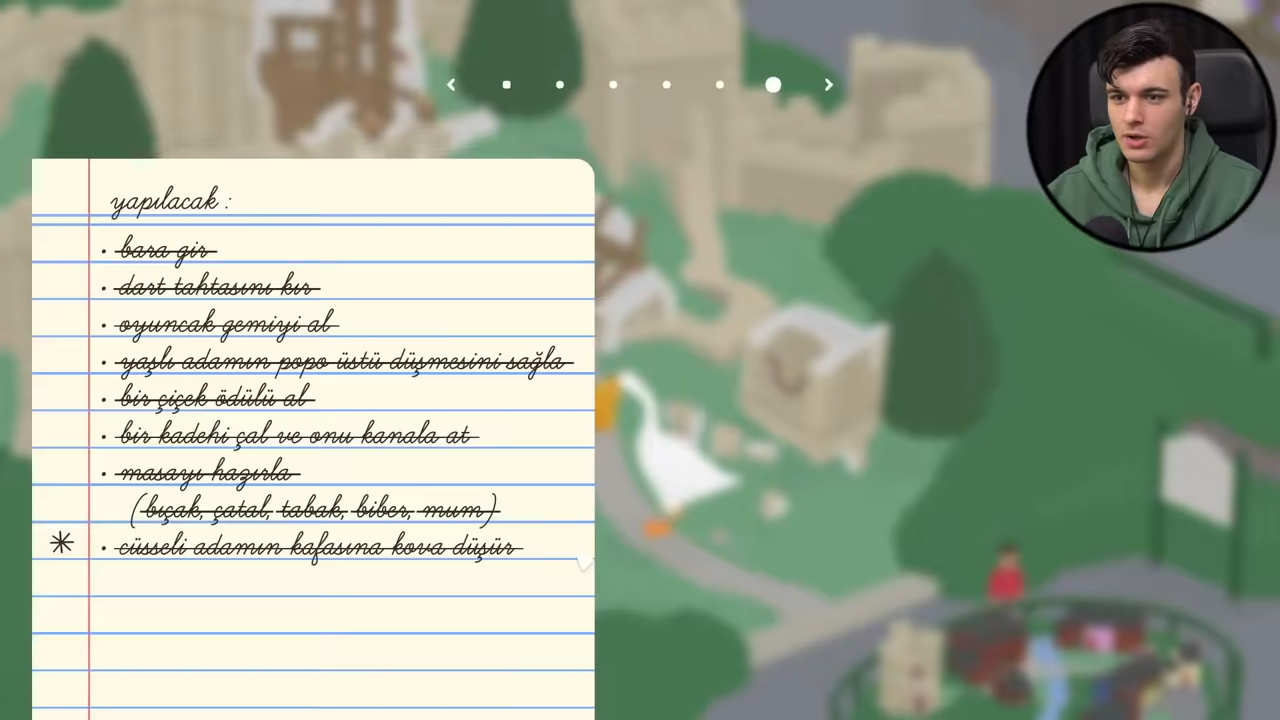 yapılacak :
• bara gir
• dart tahtasını kır
• oyuncak gemiyi al
• yaşlı adamın popo üstü düşmesini sağla
• bir çiçek ödülü al
• bir kadehi çal ve onu kanala at
• masayı hazırla
(bıçak, çatal, tabak, biber, mum)
• cüsseli adamın kafasına kova düşür